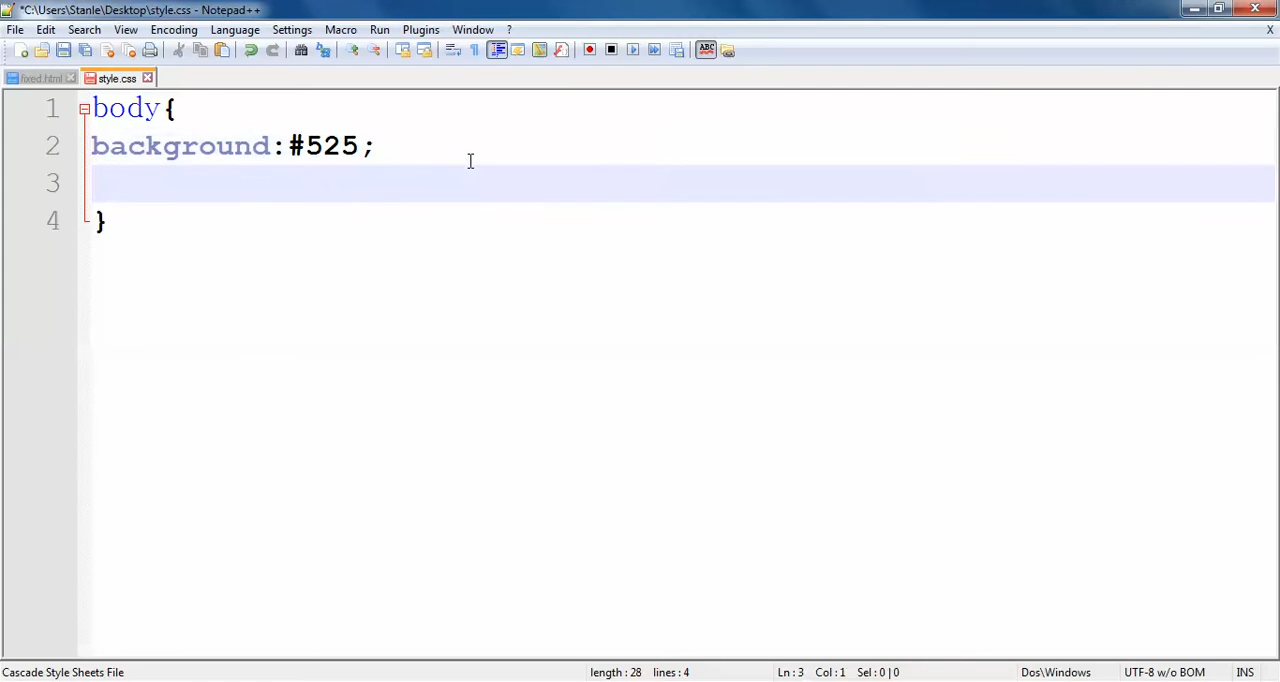 *C:\Users\Stanle\Desktop\style.css - Notepad++
File Edit Search View Encoding Language Settings Macro Run Plugins Window ? X
ABC
fixed.html style.css
1 body{
2 background:#525;
3
4 }
Cascade Style Sheets File length : 28 lines : 4 Ln : 3 Col : 1 Sel : 0 | 0 Dos\Windows UTF-8 w/o BOM INS